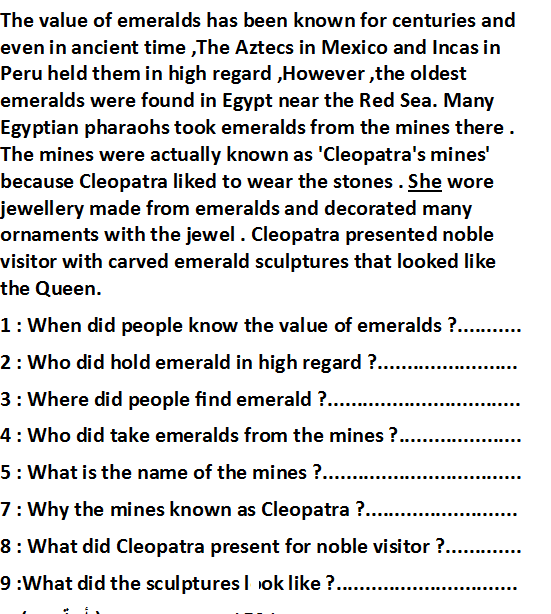 The value of emeralds has been known for centuries and
even in ancient time ,The Aztecs in Mexico and Incas in
Peru held them in high regard ,However ,the oldest
emeralds were found in Egypt near the Red Sea. Many
Egyptian pharaohs took emeralds from the mines there .
The mines were actually known as 'Cleopatra's mines'
because Cleopatra liked to wear the stones . She wore
jewellery made from emeralds and decorated many
ornaments with the jewel . Cleopatra presented noble
visitor with carved emerald sculptures that looked like
the Queen.
1 : When did people know the value of emeralds ?...........
2 : Who did hold emerald in high regard ?........................
3 : Where did people find emerald ?.................................
4 : Who did take emeralds from the mines ?.....................
5 : What is the name of the mines ?..................................
7 : Why the mines known as Cleopatra ?..........................
8 : What did Cleopatra present for noble visitor ?.............
9 :What did the sculptures look like ?...............................